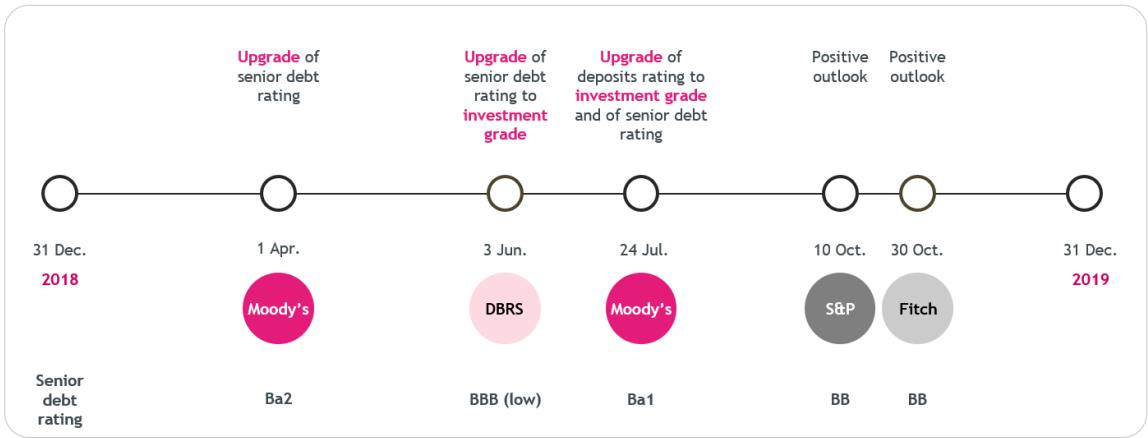 Upgrade of
senior debt
rating
Upgrade of
senior debt
rating to
investment
grade
Upgrade of
deposits rating to
investment grade
and of senior debt
rating
Positive
outlook
Positive
outlook
31 Dec.
2018
1 Apr.
3 Jun.
24 Jul.
10 Oct.
30 Oct.
31 Dec.
2019
Moody's
DBRS
Moody's
S&P
Fitch
Senior
debt
rating
Ba2
BBB (low)
Ba1
BB
BB